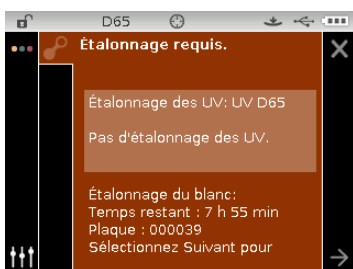 D65
Étalonnage requis.
Étalonnage des UV: UV D65
Pas d'étalonnage des UV.
Étalonnage du blanc:
Temps restant : 7 h 55 min
Plaque : 000039
Sélectionnez Suivant pour